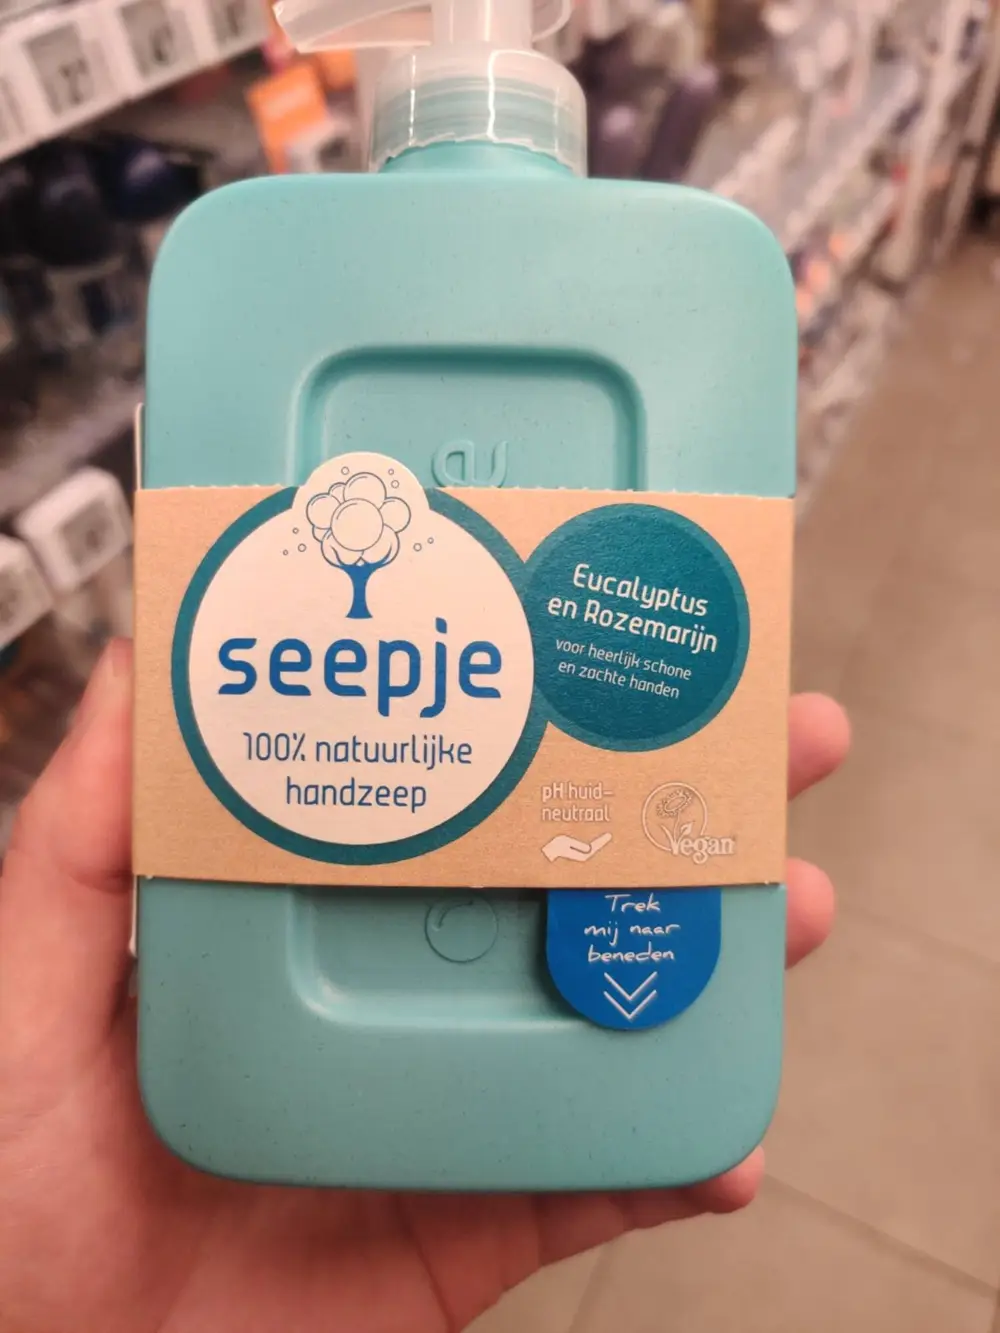 seepje
100% natuurlijke
handzeep
Eucalyptus
en Rozemarijn
voor heerlijk schone
en zachte handen
pH huid-
neutraal
Vegan
Trek
mij naar
beneden